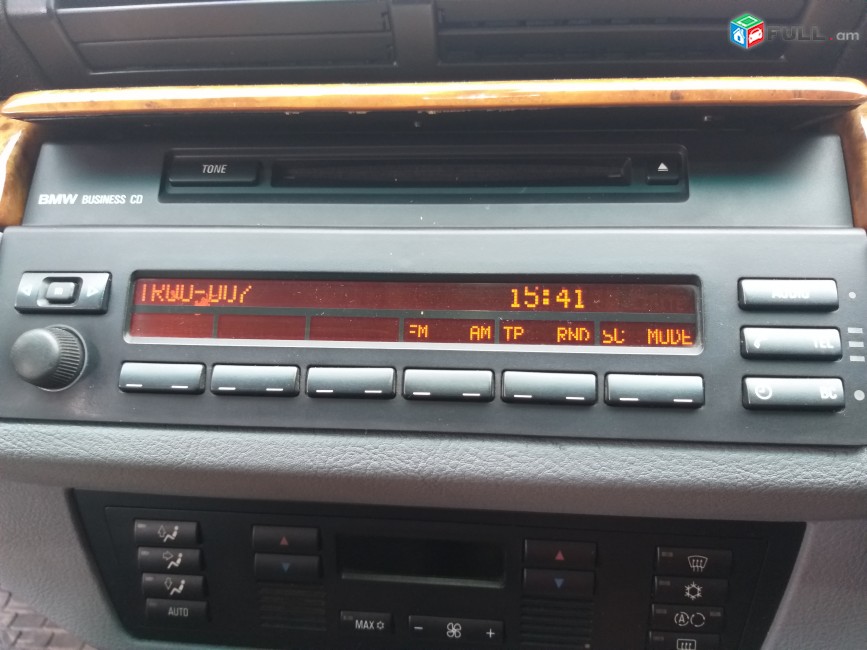 FULL.am
TONE
BMW BUSINESS CD
15:41
FM AM TP RND SC MODE
AUDIO
TEL
BC
AUTO
MAX
- +